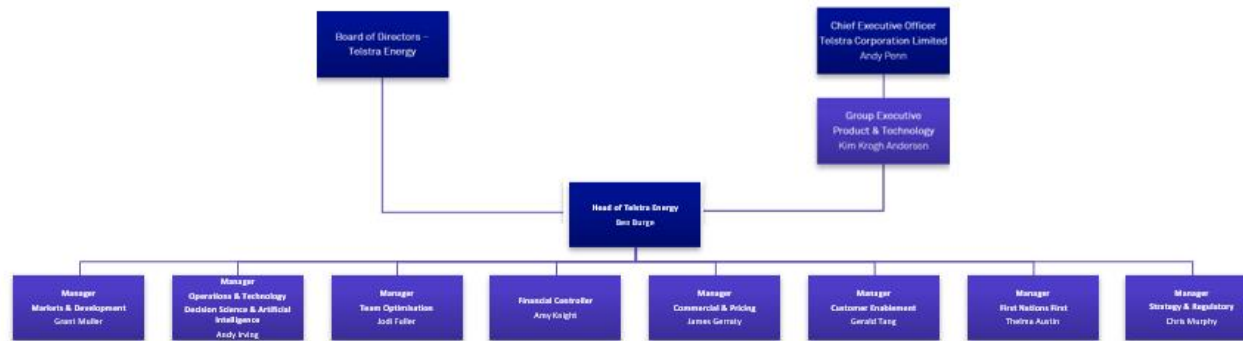 Board of Directors –
Telstra Energy
Chief Executive Officer
Telstra Corporation Limited
Andy Penn
Group Executive
Product & Technology
Kim Krogh Andersen
Head of Telstra Energy
Ben Burge
Manager
Markets & Development
Grant Muller
Manager
Operations & Technology
Decision Science & Artificial
Intelligence
Andy Irving
Manager
Team Optimisation
Jodi Fuller
Financial Controller
Amy Knight
Manager
Commercial & Pricing
James Gerraty
Manager
Customer Enablement
Gerald Tang
Manager
First Nations First
Thelma Austin
Manager
Strategy & Regulatory
Chris Murphy